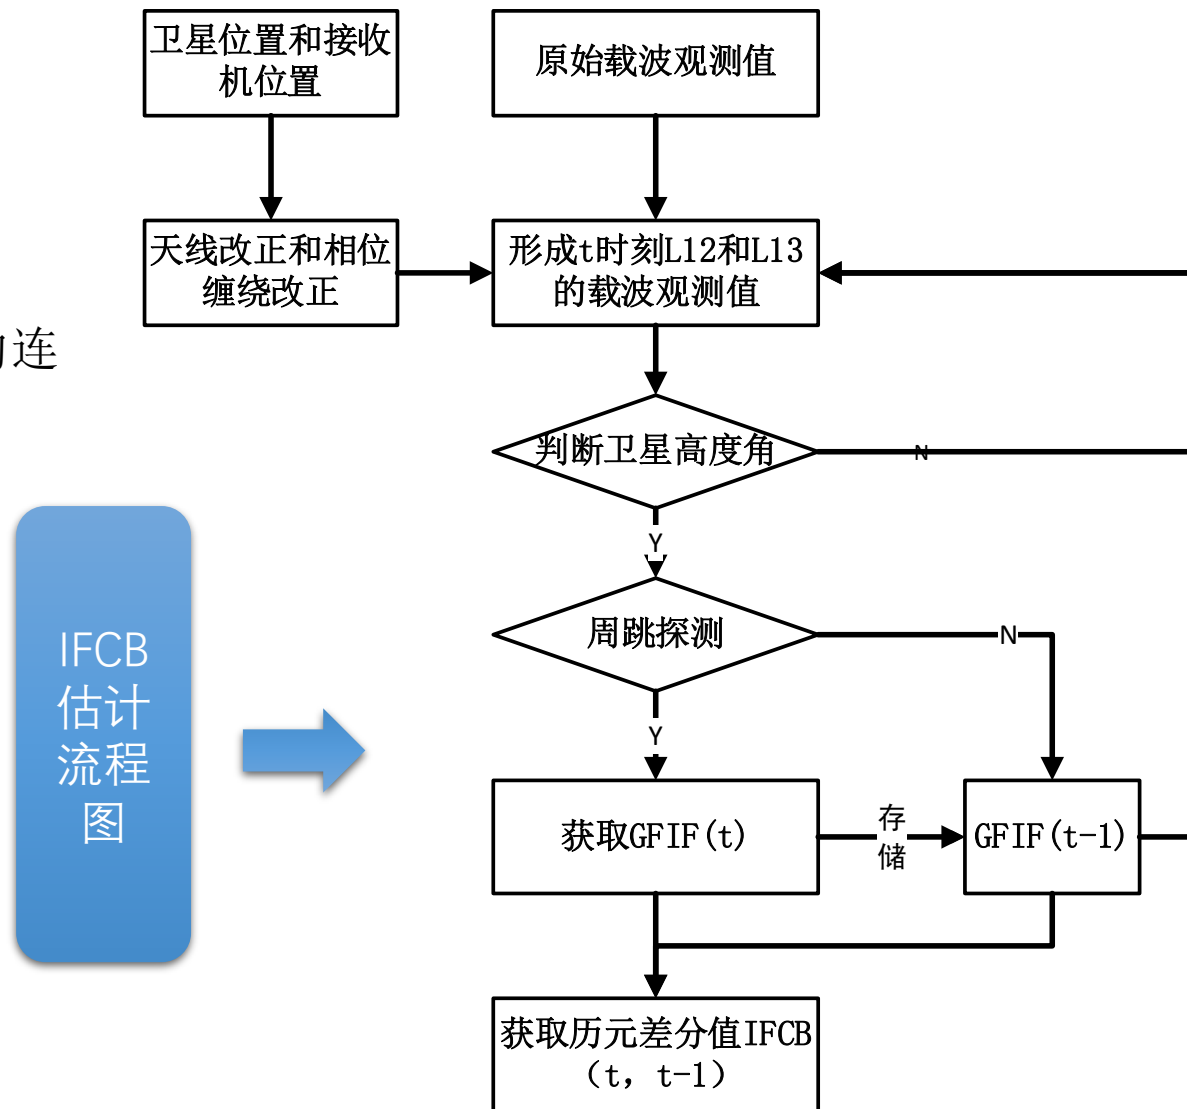 卫星位置和接收
机位置
原始载波观测值
天线改正和相位
缠绕改正
形成t时刻L12和L13
的载波观测值
连
判断卫星高度角
N
Y
周跳探测
N
Y
IFCB
估计
流程
图
获取GFIF(t)
存
储
GFIF(t-1)
获取历元差分值IFCB
(t, t-1)